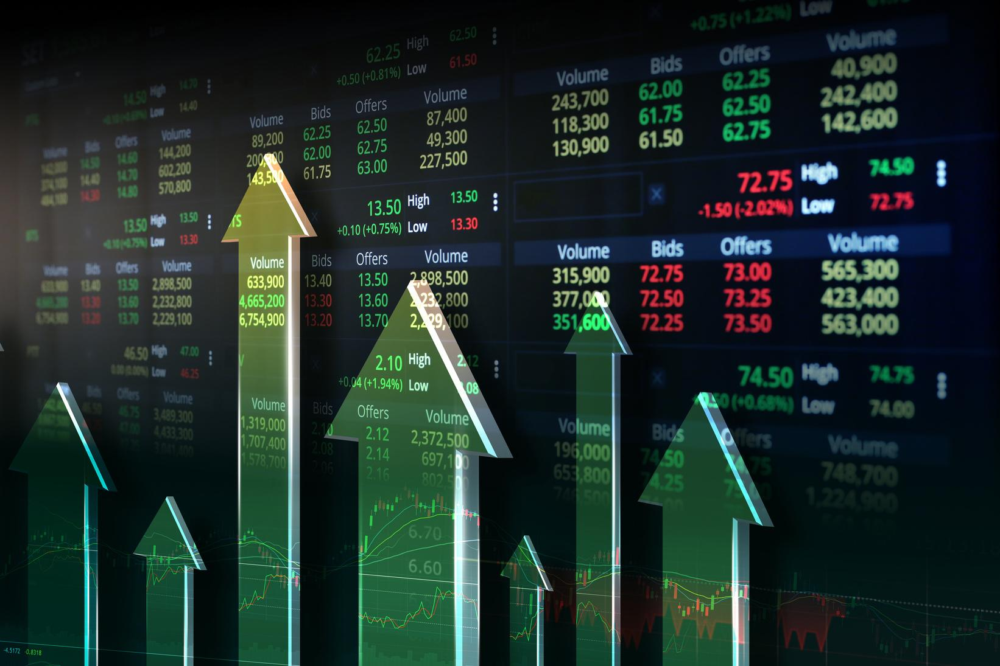 SET
Low
+0.75 (+1.22%) Low
62.25 High 62.50
+0.50 (+0.81%) Low 61.50
14.50 High 14.70
+0.10 (+0.69%) Low 14.40
Volume Bids Offers Volume
142,000 14.50 14.60 144,200
374,100 14.40 14.70 602,200
484,100 14.30 14.80 570,800
Volume Bids Offers Volume
89,200 62.25 62.50 87,400
62.00 62.75 49,300
143,500 61.75 63.00 227,500
Volume Bids Offers Volume
243,700 62.00 62.25 40,900
118,300 61.75 62.50 242,400
130,900 61.50 62.75 142,600
BTS
13.50 High 13.50
+0.10 (+0.75%) Low 13.30
Volume Bids Offers Volume
633,900 13.40 13.50 2,898,500
4,665,200 13.30 13.60 2,232,800
6,754,900 13.20 13.70 2,229,100
TS
13.50 High 13.50
+0.10 (+0.75%) Low 13.30
Volume Bids Offers Volume
633,900 13.40 13.50 2,898,500
4,665,200 13.30 13.60 2,232,800
6,754,900 13.20 13.70 2,229,100
72.75 High 74.50
-1.50 (-2.02%) Low 72.75
Volume Bids Offers Volume
315,900 72.75 73.00 565,300
377,000 72.50 73.25 423,400
351,600 72.25 73.50 563,000
PTT
46.50 High 47.00
0.00 (0.00%) Low 46.25
Volume Bids Offers Volume
46.50 46.75 3,489,300
47.00 4,433,300
3,041,400
V
2.10 High 2.12
+0.04 (+1.94%) Low 2.08
Volume Bids Offers Volume
1,319,000 2.10 2.12 2,372,500
1,707,400 2.08 2.14 697,100
1,578,700 2.06 2.16 802,500
74.50 High 74.75
+0.50 (+0.68%) Low 74.00
Volume Bids Offers Volume
196,000 74.50 74.75 748,700
653,800 74.25 75.00 1,224,900
746,500 74.00
6.70
6.60
-4.5172 -0.8318